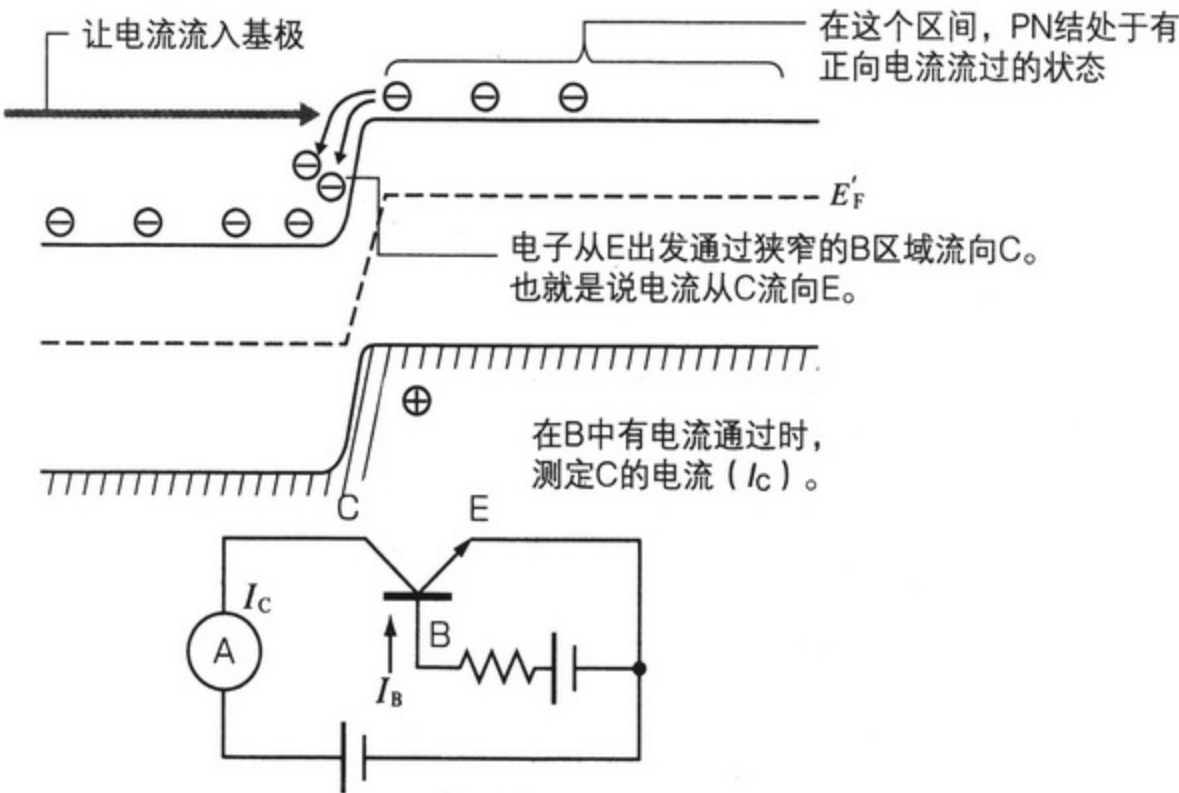 让电流流入基极
在这个区间，PN结处于有
正向电流流过的状态
E′F
电子从E出发通过狭窄的B区域流向C。
也就是说电流从C流向E。
在B中有电流通过时，
测定C的电流（IC）。
C
E
IC
A
B
IB